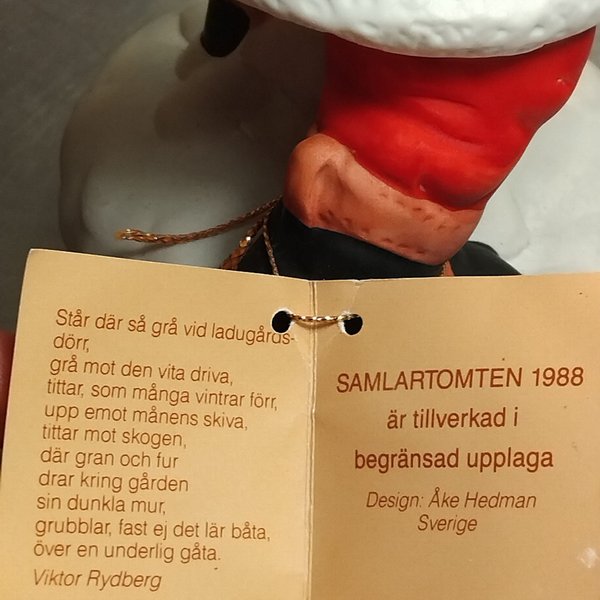 Står där så grå vid ladugårds-
dörr,
grå mot den vita driva,
tittar, som många vintrar förr,
upp emot månens skiva,
tittar mot skogen,
där gran och fur
drar kring gården
sin dunkla mur,
grubblar, fast ej det lär båta,
över en underlig gåta.
Viktor Rydberg
SAMLARTOMTEN 1988
är tillverkad i
begränsad upplaga
Design: Åke Hedman
Sverige